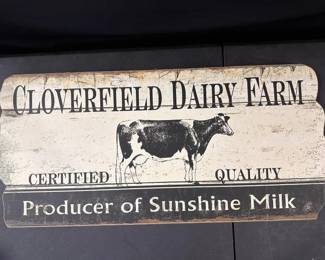 CLOVERFIELD DAIRY FARM
CERTIFIED QUALITY
Producer of Sunshine Milk